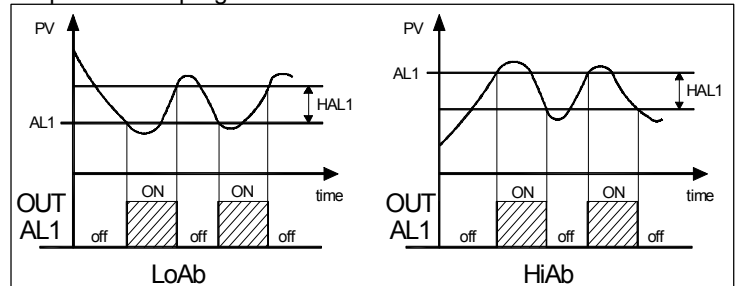 PV
AL1
HAL1
time
ON ON
OUT
AL1
off off off
LoAb
PV
AL1
HAL1
time
ON ON
OUT
AL1
off off off
HiAb